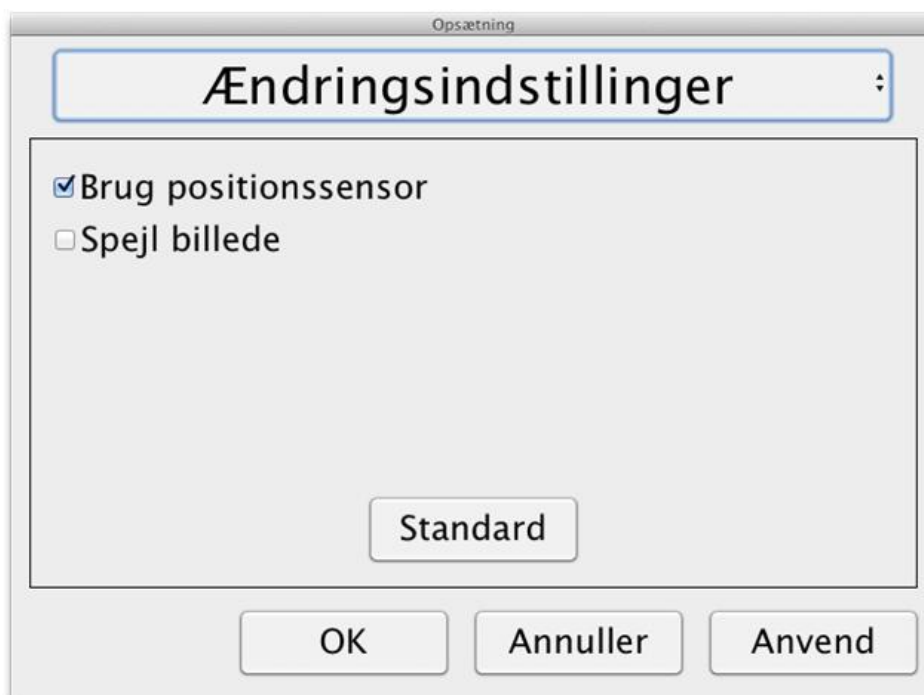 Opsætning
Ændringsindstillinger
Brug positionssensor
Spejl billede
Standard
OK Annuller Anvend